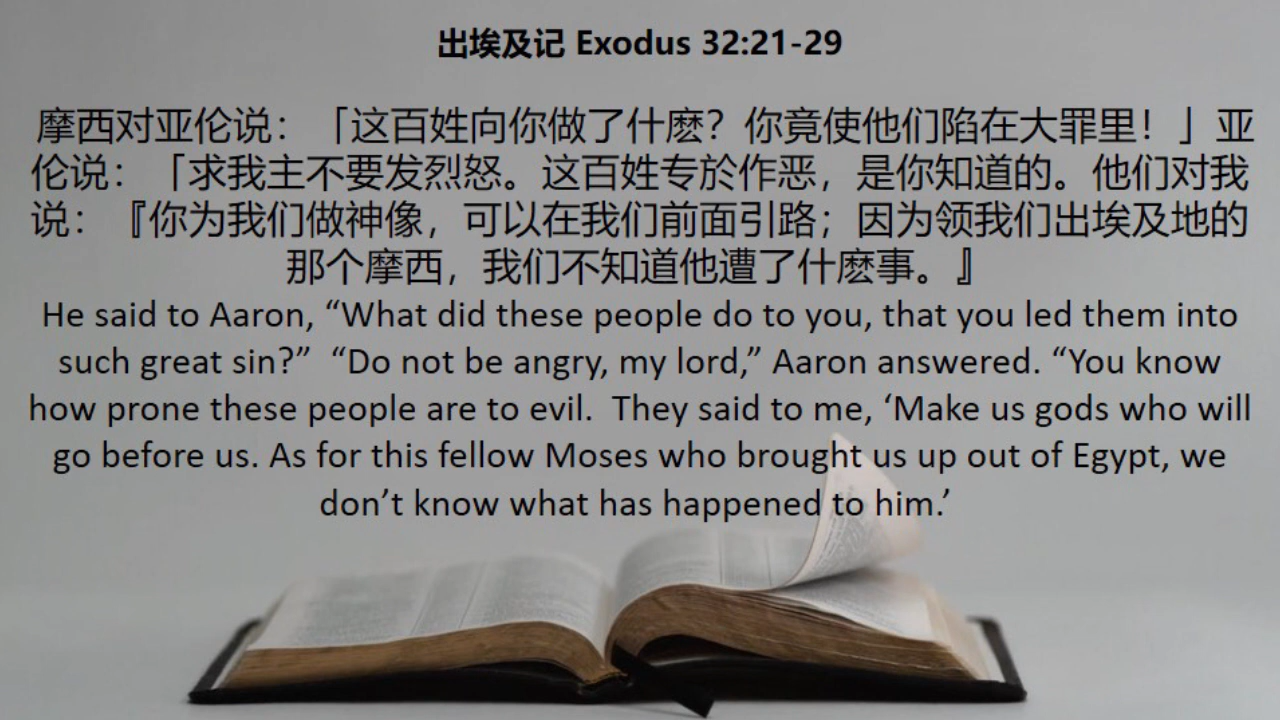 出埃及记 Exodus 32:21-29
摩西对亚伦说：「这百姓向你做了什麽？你竟使他们陷在大罪里！」亚
伦说：「求我主不要发烈怒。这百姓专於作恶，是你知道的。他们对我
说：『你为我们做神像，可以在我们前面引路；因为领我们出埃及地的
那个摩西，我们不知道他遭了什麽事。』
He said to Aaron, “What did these people do to you, that you led them into
such great sin?”  “Do not be angry, my lord,” Aaron answered. “You know
how prone these people are to evil.  They said to me, ‘Make us gods who will
go before us. As for this fellow Moses who brought us up out of Egypt, we
don’t know what has happened to him.’